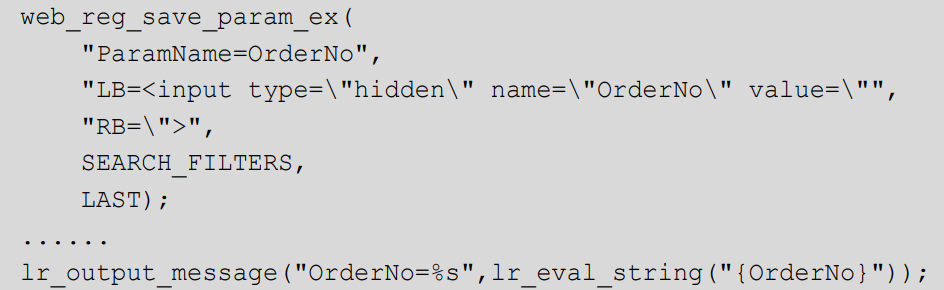 web_reg_save_param_ex(
    "ParamName=OrderNo",
    "LB=<input type=\"hidden\" name=\"OrderNo\" value=\"",
    "RB=\">",
    SEARCH_FILTERS,
    LAST);
......
lr_output_message("OrderNo=%s",lr_eval_string("{OrderNo}"));